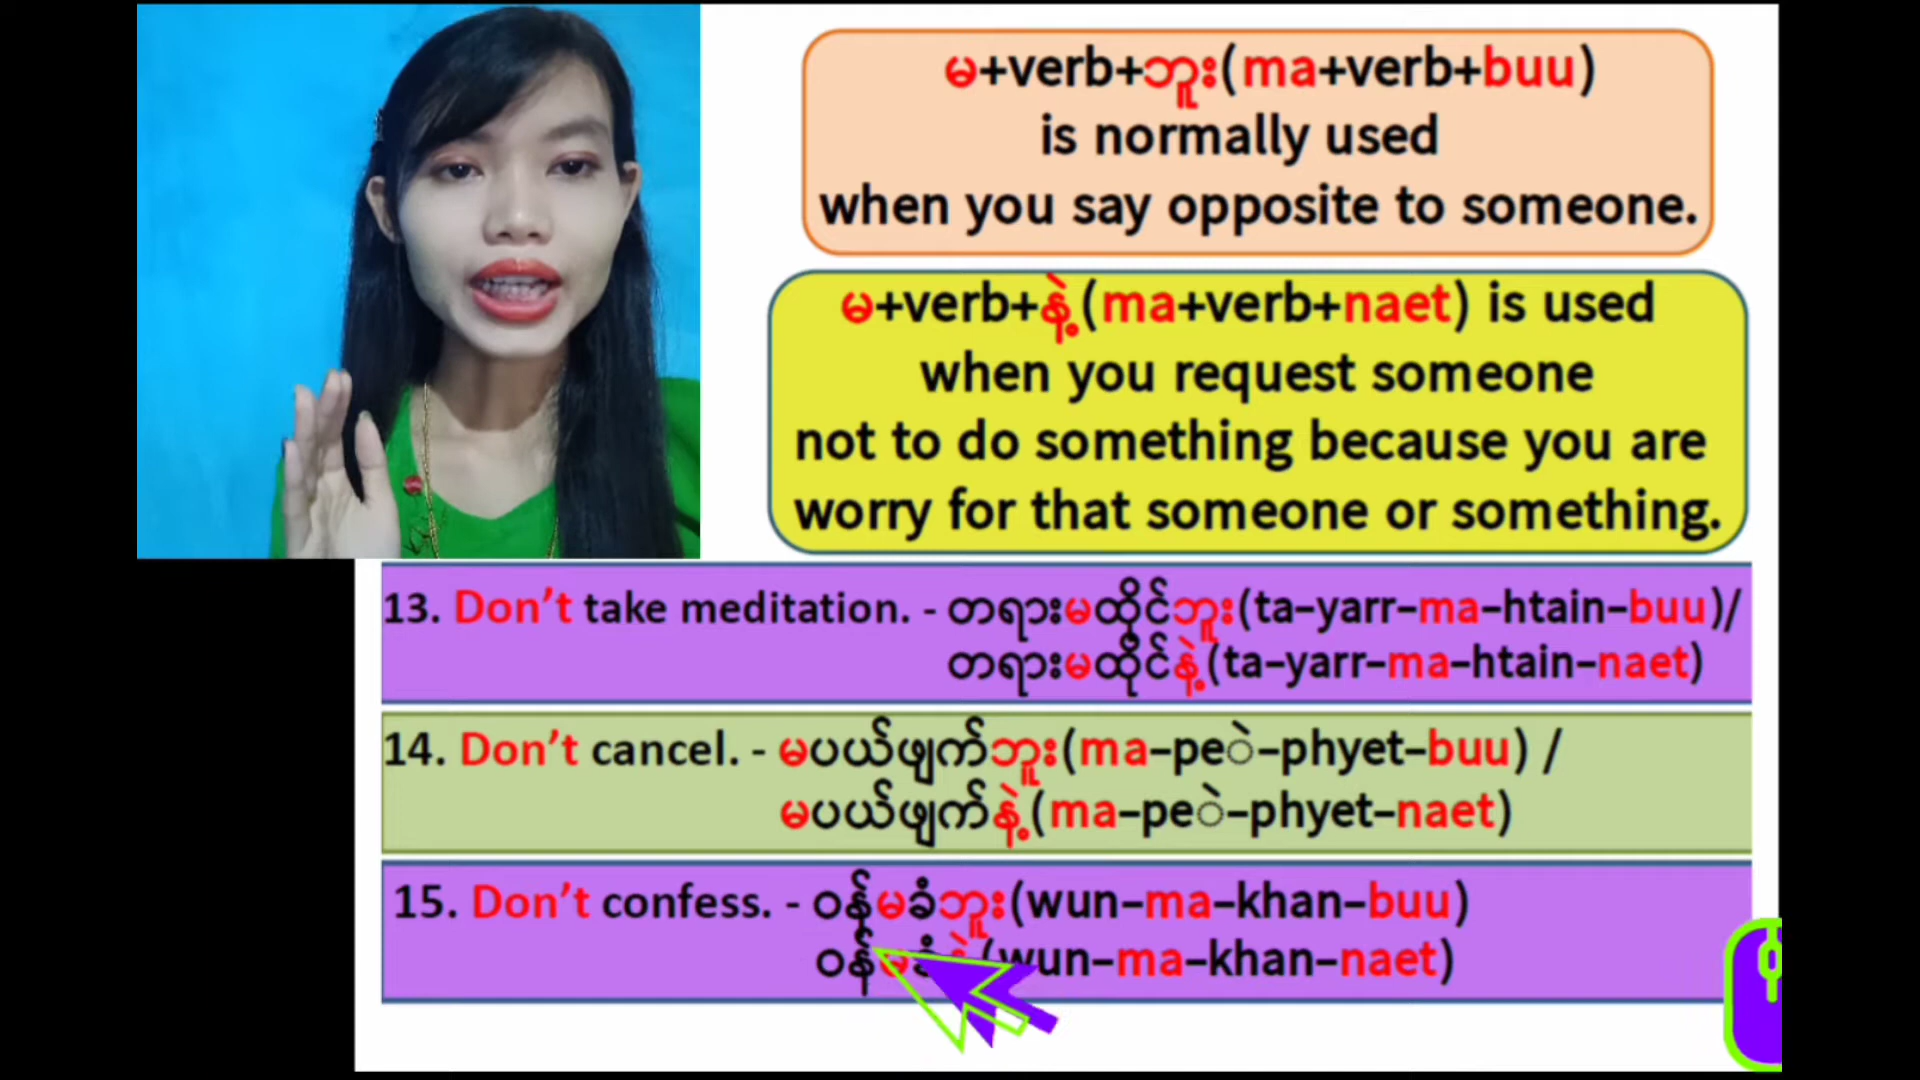 မ+verb+ဘူး(ma+verb+buu)
is normally used
when you say opposite to someone.
မ+verb+နဲ့(ma+verb+naet) is used
when you request someone
not to do something because you are
worry for that someone or something.
13. Don’t take meditation. - တရားမထိုင်ဘူး(ta–yarr–ma–htain–buu)/
တရားမထိုင်နဲ့(ta–yarr–ma–htain–naet)
14. Don’t cancel. - မပယ်ဖျက်ဘူး(ma–peဲ–phyet–buu) /
မပယ်ဖျက်နဲ့(ma–peဲ–phyet–naet)
15. Don’t confess. - ဝန်မခံဘူး(wun–ma–khan–buu)
(wun–ma–khan–naet)